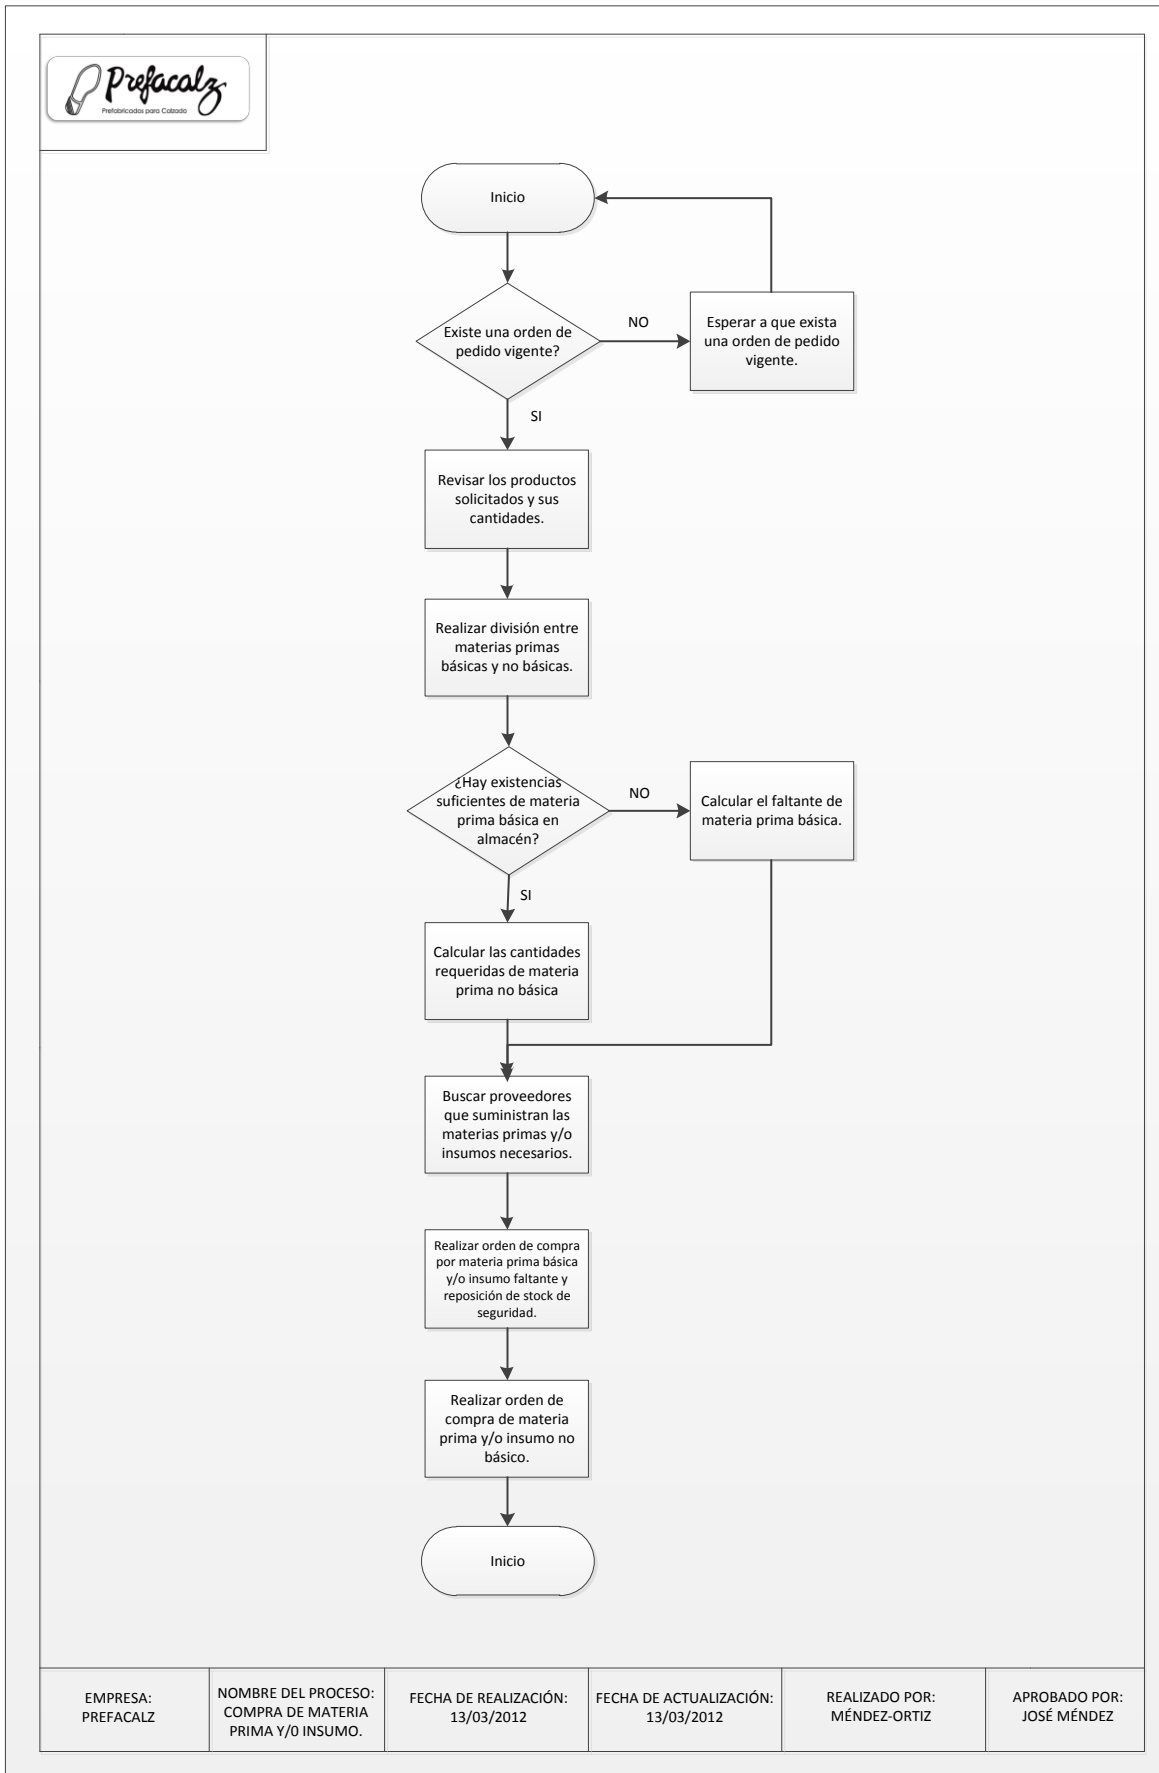 Prefacalz
Prefabricados para Calzado
Inicio
Existe una orden de
pedido vigente?
NO
Esperar a que exista
una orden de pedido
vigente.
SI
Revisar los productos
solicitados y sus
cantidades.
Realizar división entre
materias primas
básicas y no básicas.
¿Hay existencias
suficientes de materia
prima básica en
almacén?
NO
Calcular el faltante de
materia prima básica.
SI
Calcular las cantidades
requeridas de materia
prima no básica
Buscar proveedores
que suministran las
materias primas y/o
insumos necesarios.
Realizar orden de compra
por materia prima básica
y/o insumo faltante y
reposición de stock de
seguridad.
Realizar orden de
compra de materia
prima y/o insumo no
básico.
Inicio
EMPRESA:
PREFACALZ
NOMBRE DEL PROCESO:
COMPRA DE MATERIA
PRIMA Y/0 INSUMO.
FECHA DE REALIZACIÓN:
13/03/2012
FECHA DE ACTUALIZACIÓN:
13/03/2012
REALIZADO POR:
MÉNDEZ-ORTIZ
APROBADO POR:
JOSÉ MÉNDEZ